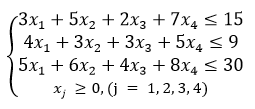 3x₁ + 5x₂ + 2x₃ + 7x₄ ≤ 15
4x₁ + 3x₂ + 3x₃ + 5x₄ ≤ 9
5x₁ + 6x₂ + 4x₃ + 8x₄ ≤ 30
xⱼ ≥ 0, (j = 1,2,3,4)